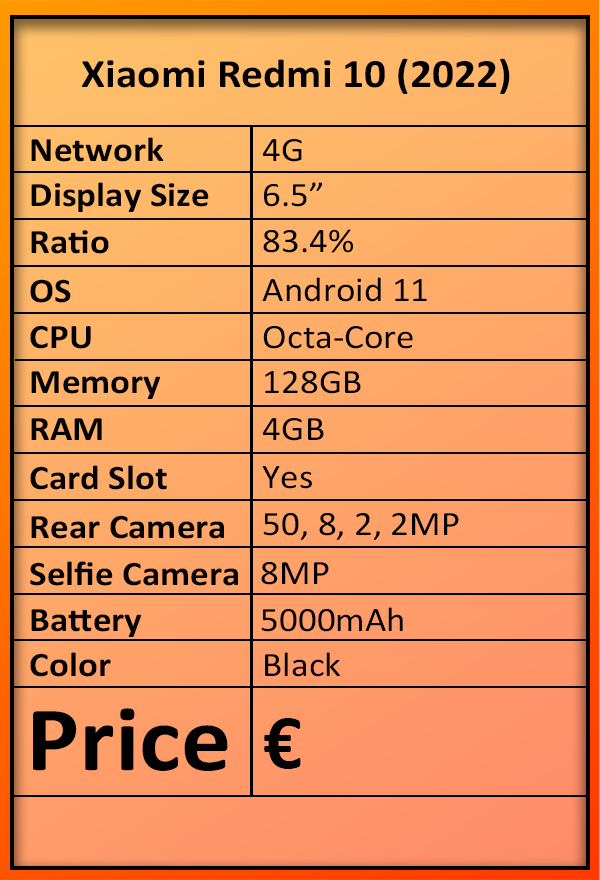 Xiaomi Redmi 10 (2022)
Network 4G
Display Size 6.5”
Ratio 83.4%
OS Android 11
CPU Octa-Core
Memory 128GB
RAM 4GB
Card Slot Yes
Rear Camera 50, 8, 2, 2MP
Selfie Camera 8MP
Battery 5000mAh
Color Black
Price €